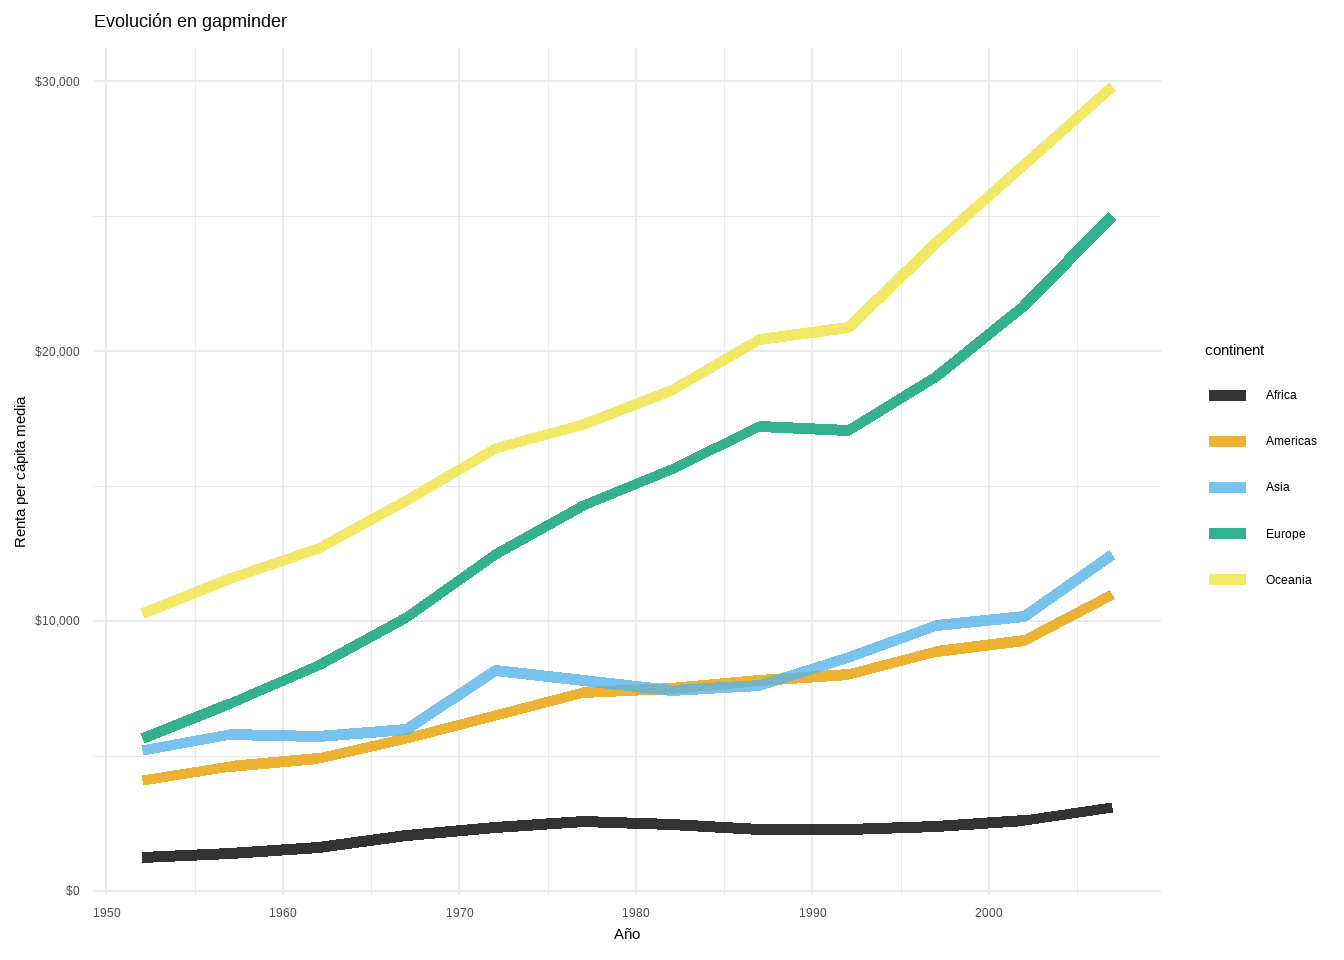 Evolución en gapminder
Renta per cápita media
$30,000
$20,000
$10,000
$0
1950 1960 1970 1980 1990 2000
Año
continent
Africa
Americas
Asia
Europe
Oceania